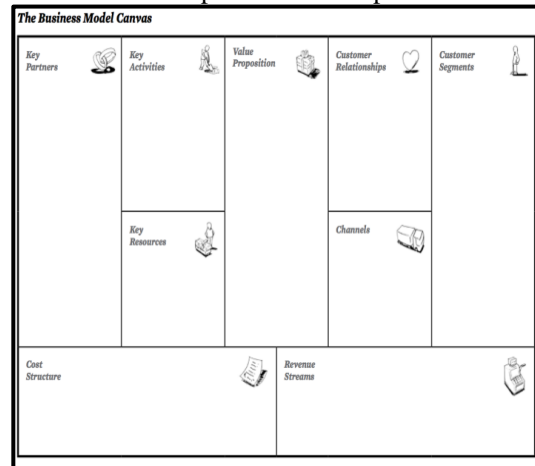 The Business Model Canvas
Key
Partners
Key
Activities
Value
Proposition
Customer
Relationships
Customer
Segments
Key
Resources
Channels
Cost
Structure
Revenue
Streams